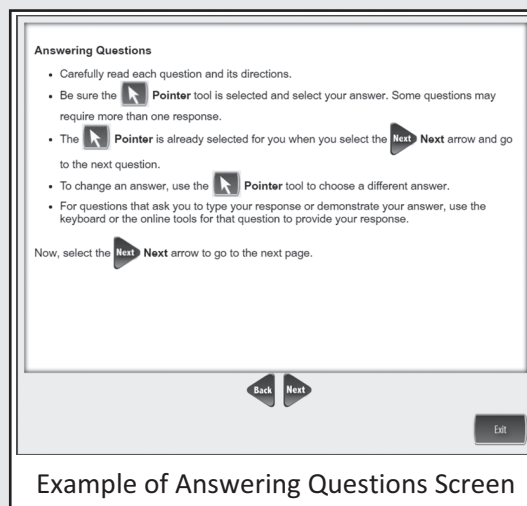 Answering Questions
• Carefully read each question and its directions.
• Be sure the Pointer tool is selected and select your answer. Some questions may
require more than one response.
• The Pointer is already selected for you when you select the Next Next arrow and go
to the next question.
• To change an answer, use the Pointer tool to choose a different answer.
• For questions that ask you to type your response or demonstrate your answer, use the
keyboard or the online tools for that question to provide your response.
Now, select the Next Next arrow to go to the next page.
Back Next
Exit
Example of Answering Questions Screen